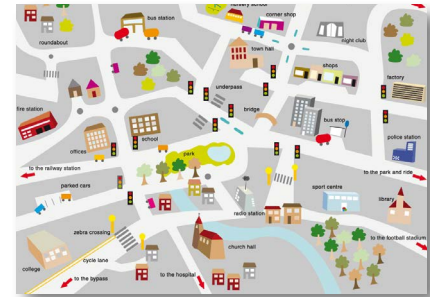 nursery school
bus station
corner shop
roundabout
night club
town hall
shops
factory
underpass
fire station
bridge
bus stop
school
police station
offices
park
to the railway station
to the park and ride
parked cars
sport centre
library
radio station
zebra crossing
church hall
to the football stadium
cycle lane
college
to the bypass
to the hospital